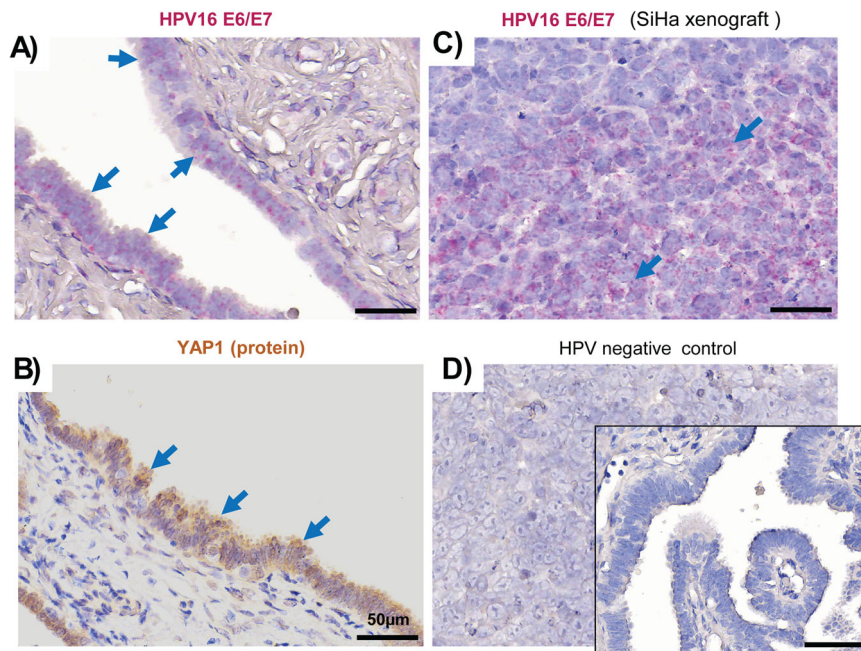 HPV16 E6/E7
A)
HPV16 E6/E7 (SiHa xenograft )
C)
YAP1 (protein)
B)
50µm
HPV negative control
D)